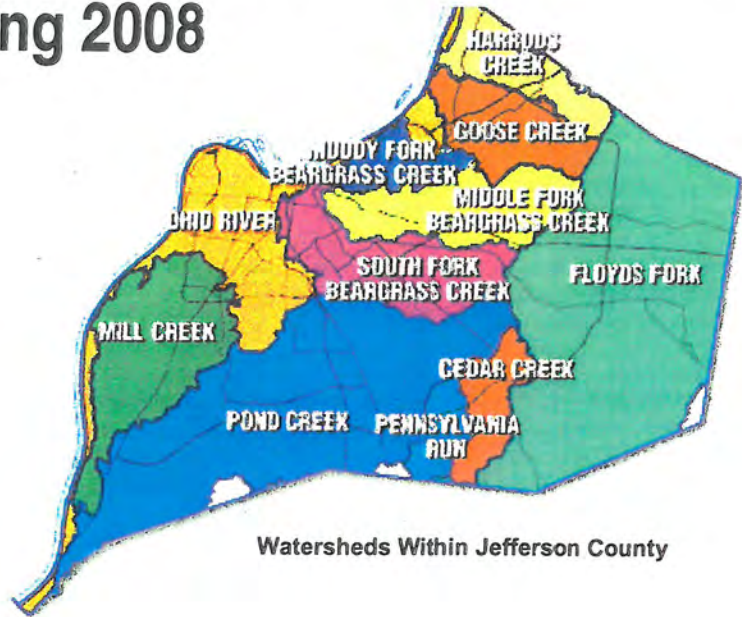 ng 2008
HARRODS
CREEK
GOOSE CREEK
MUDDY FORK
BEARGRASS CREEK
MIDDLE FORK
BEARGRASS CREEK
OHIO RIVER
SOUTH FORK
BEARGRASS CREEK
FLOYDS FORK
MILL CREEK
CEDAR CREEK
POND CREEK
PENNSYLVANIA
RUN
Watersheds Within Jefferson County